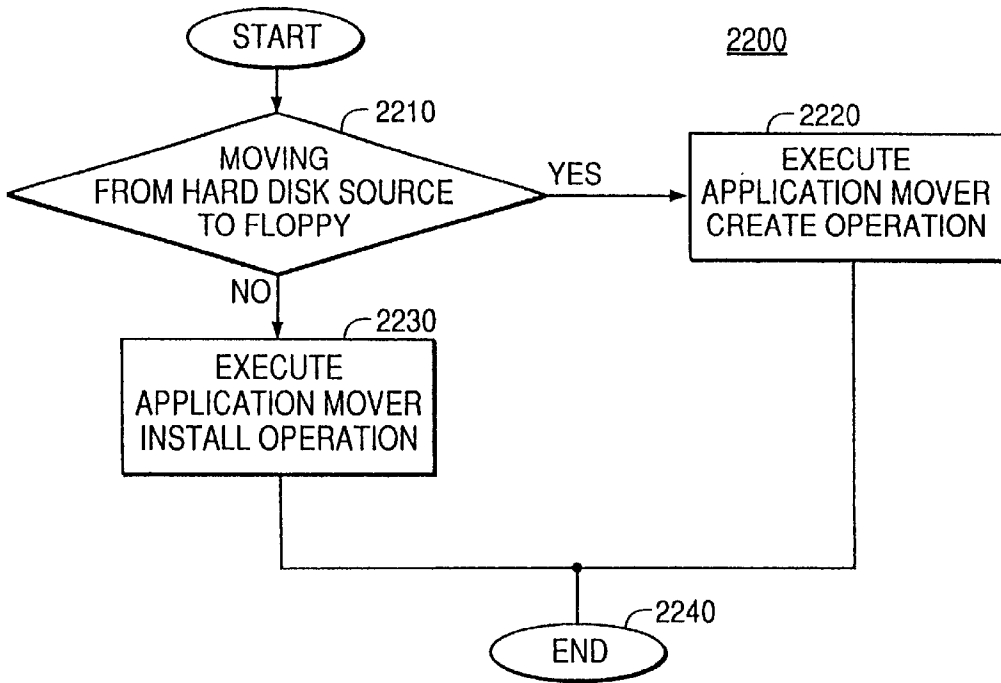 START
2200
2210
MOVING
FROM HARD DISK SOURCE
TO FLOPPY
YES
2220
EXECUTE
APPLICATION MOVER
CREATE OPERATION
NO
2230
EXECUTE
APPLICATION MOVER
INSTALL OPERATION
2240
END